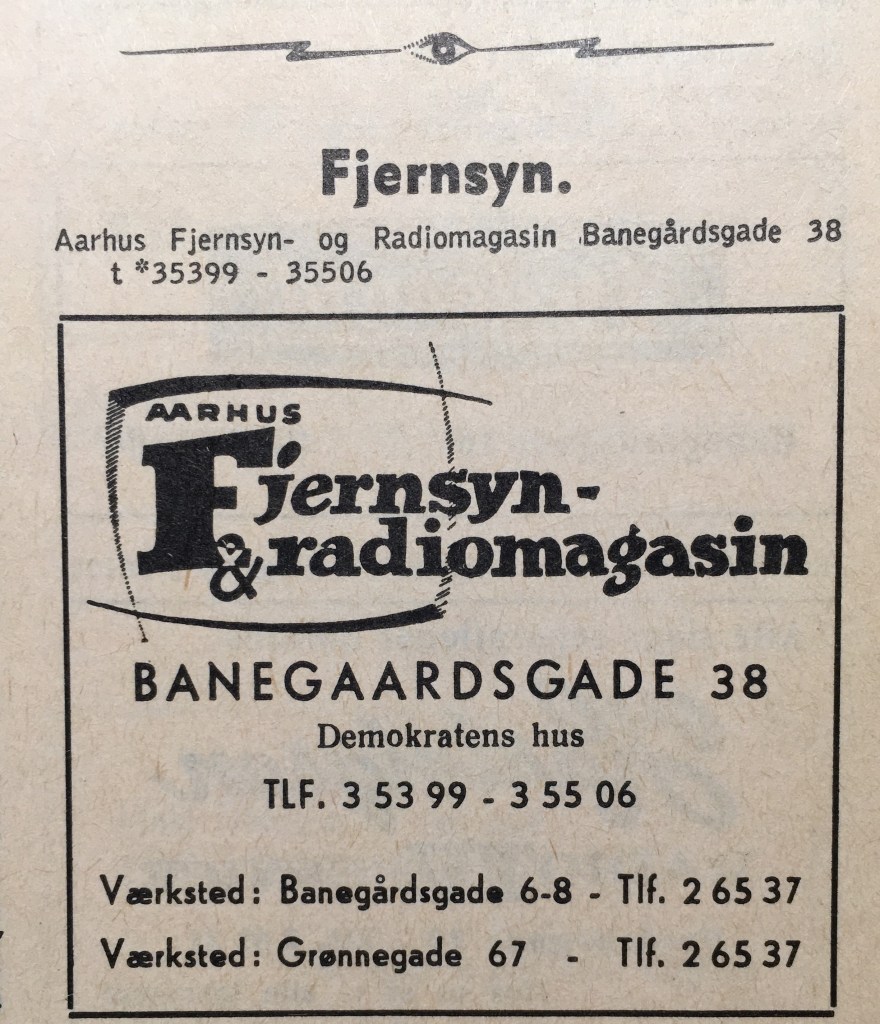 Fjernsyn.
Aarhus Fjernsyn- og Radiomagasin Banegårdsgade 38
t *35399 - 35506
AARHUS
Fjernsyn-
& radiomagasin
BANEGAARDSGADE 38
Demokratens hus
TLF. 3 53 99 - 3 55 06
Værksted: Banegårdsgade 6-8 - Tlf. 2 65 37
Værksted: Grønnegade 67 - Tlf. 2 65 37